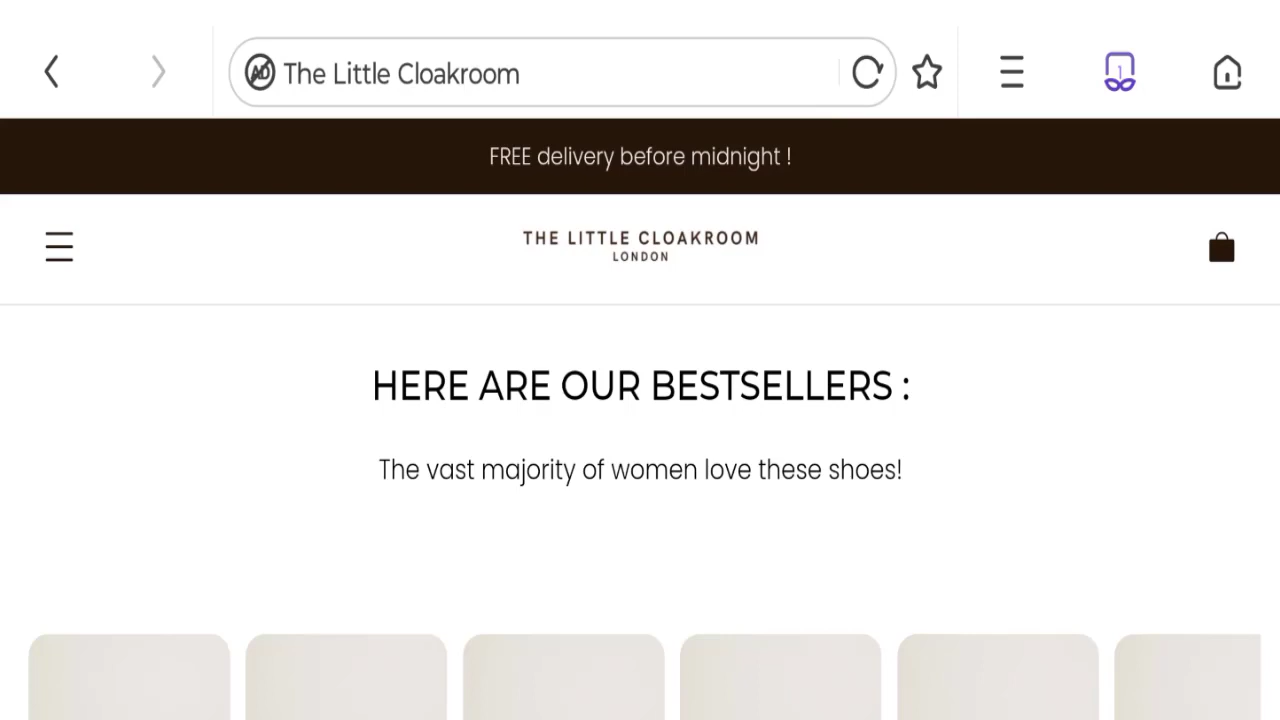 The Little Cloakroom
FREE delivery before midnight !
THE LITTLE CLOAKROOM
LONDON
HERE ARE OUR BESTSELLERS :
The vast majority of women love these shoes!